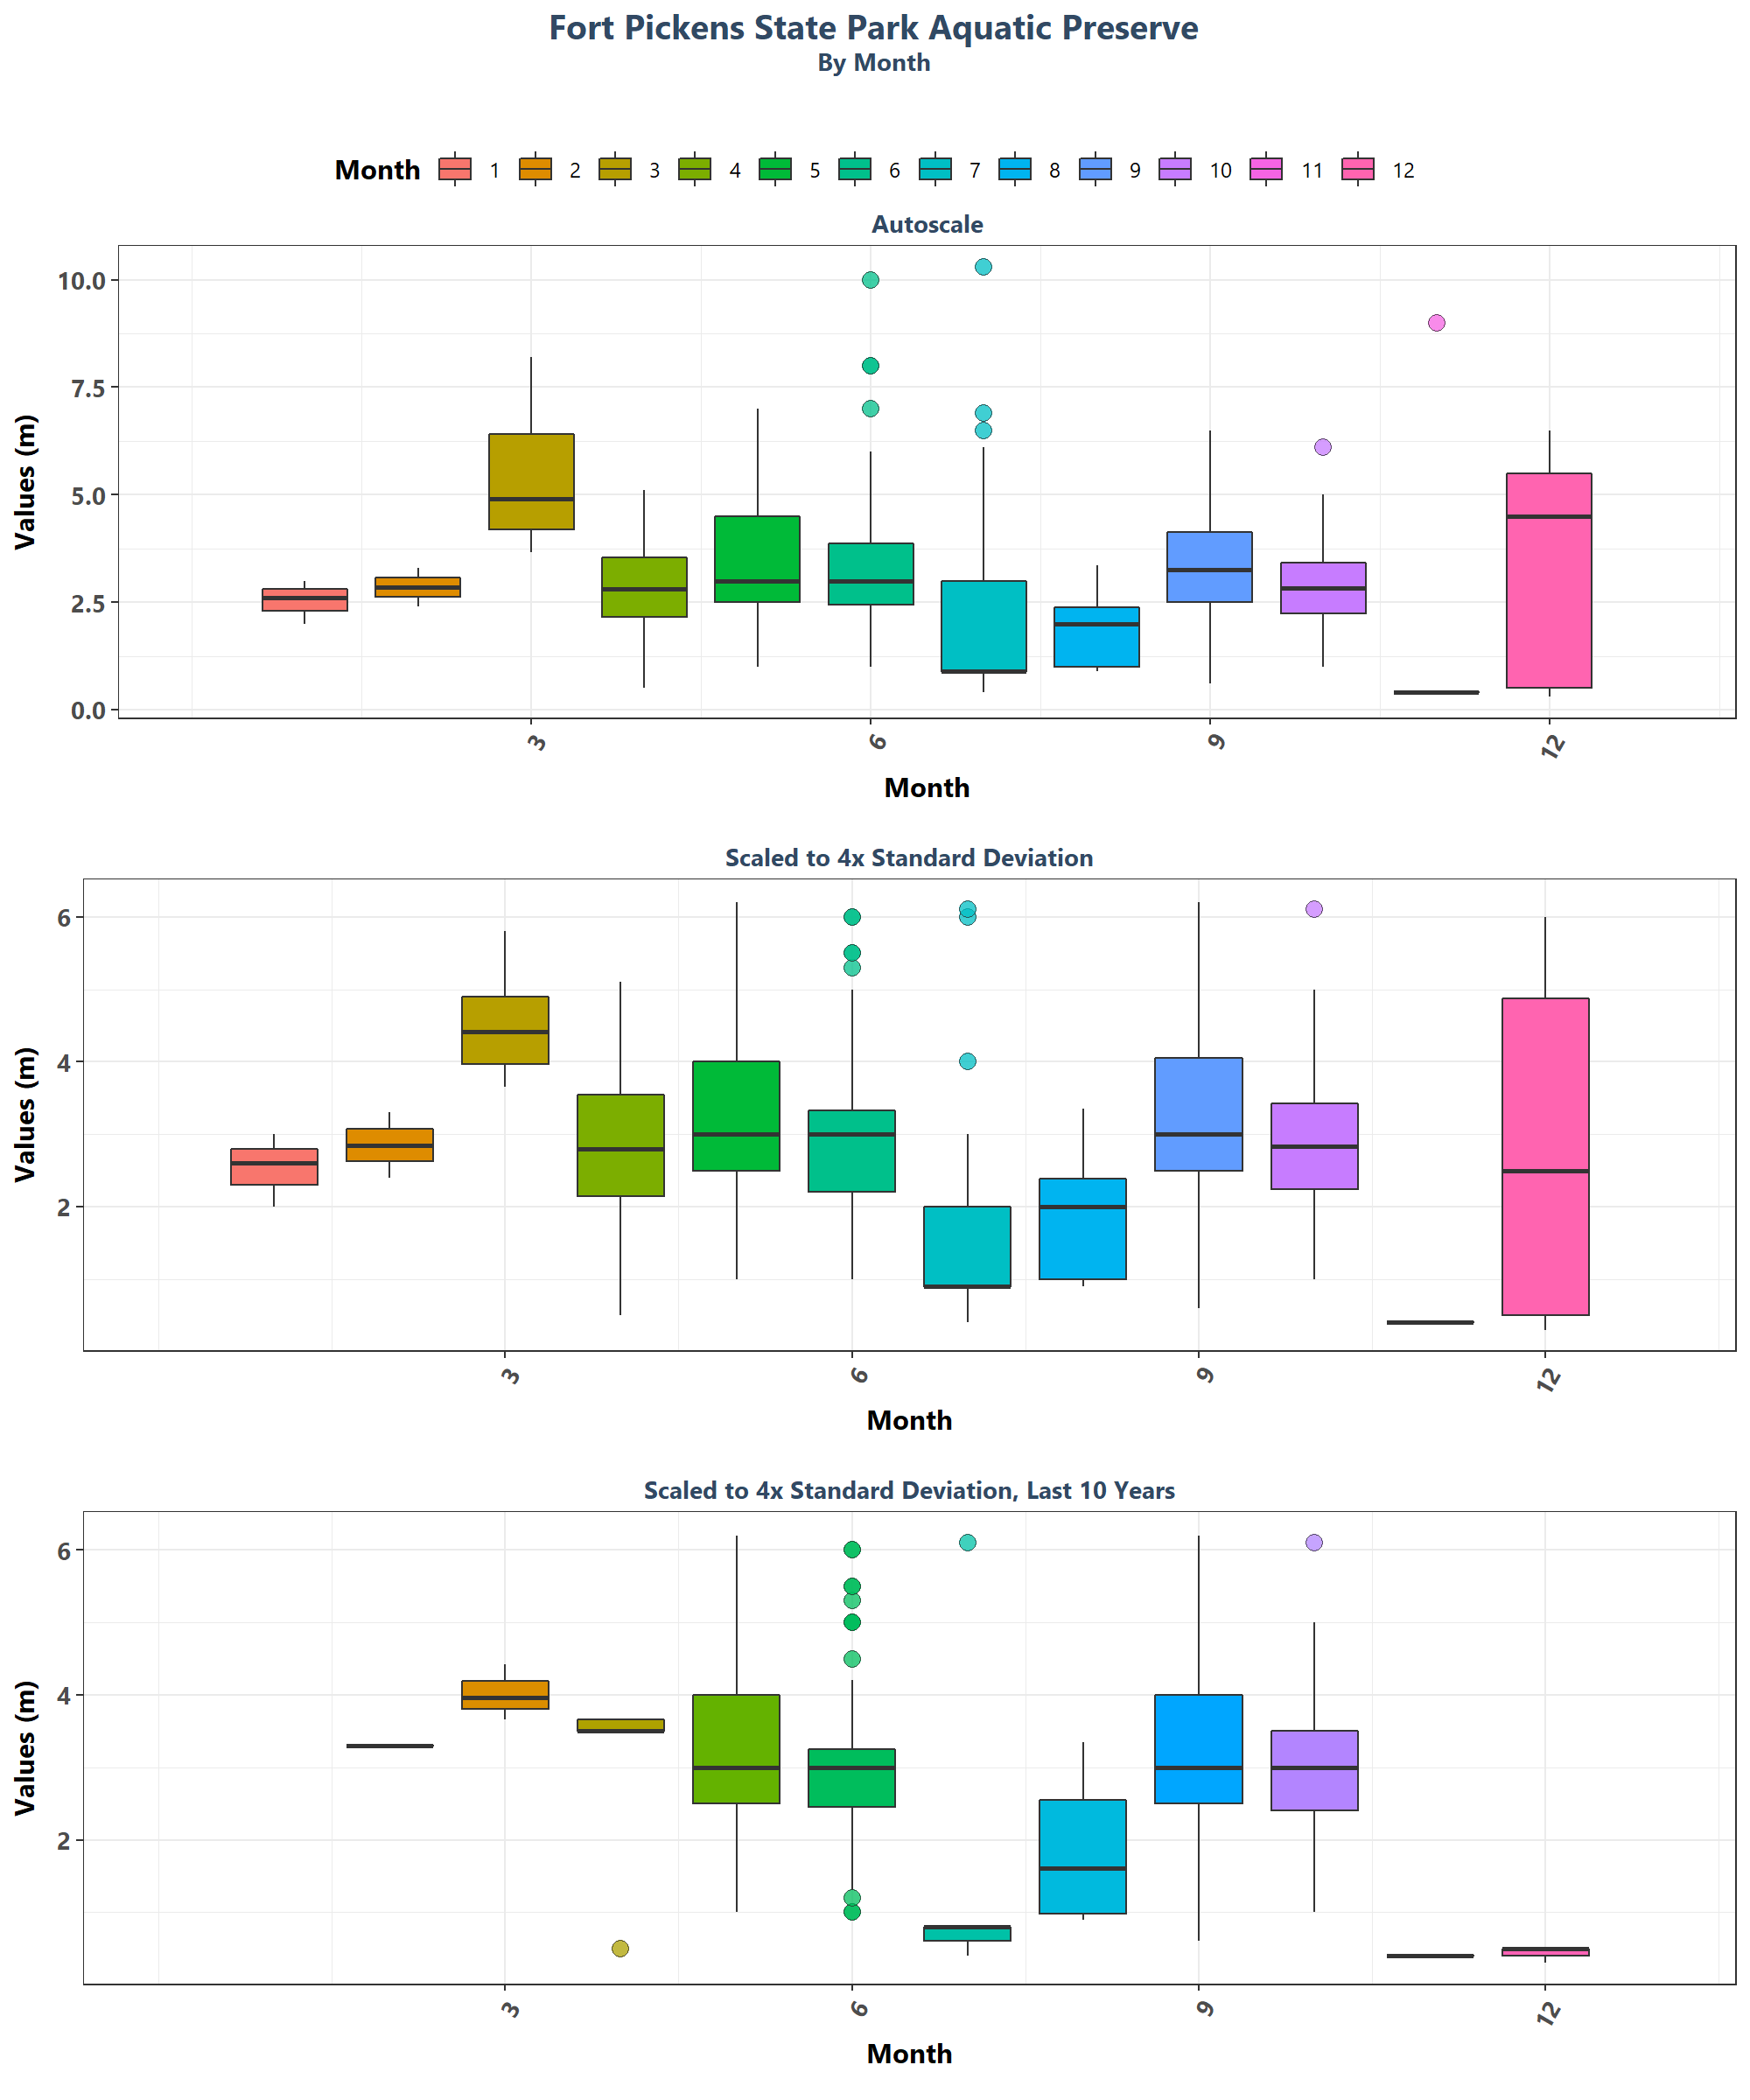 Fort Pickens State Park Aquatic Preserve
By Month
Month 1 2 3 4 5 6 7 8 9 10 11 12
Autoscale
Values (m)
10.0
7.5
5.0
2.5
0.0
3 6 9 12
Month
Scaled to 4x Standard Deviation
Values (m)
6
4
2
3 6 9 12
Month
Scaled to 4x Standard Deviation, Last 10 Years
Values (m)
6
4
2
3 6 9 12
Month